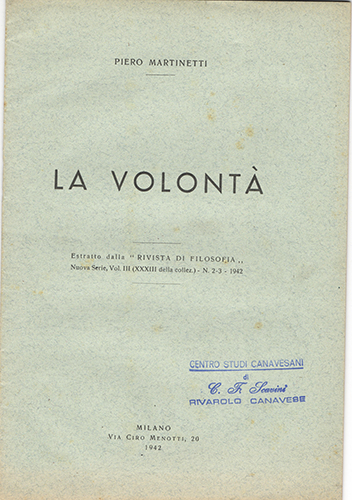 PIERO MARTINETTI
LA VOLONTÀ
Estratto dalla "RIVISTA DI FILOSOFIA„
Nuova Serie, Vol. III (XXXIII della collez.) - N. 2-3 - 1942
CENTRO STUDI CANAVESANI
di
C. F. Scavini
RIVAROLO CANAVESE
MILANO
VIA CIRO MENOTTI, 20
1942